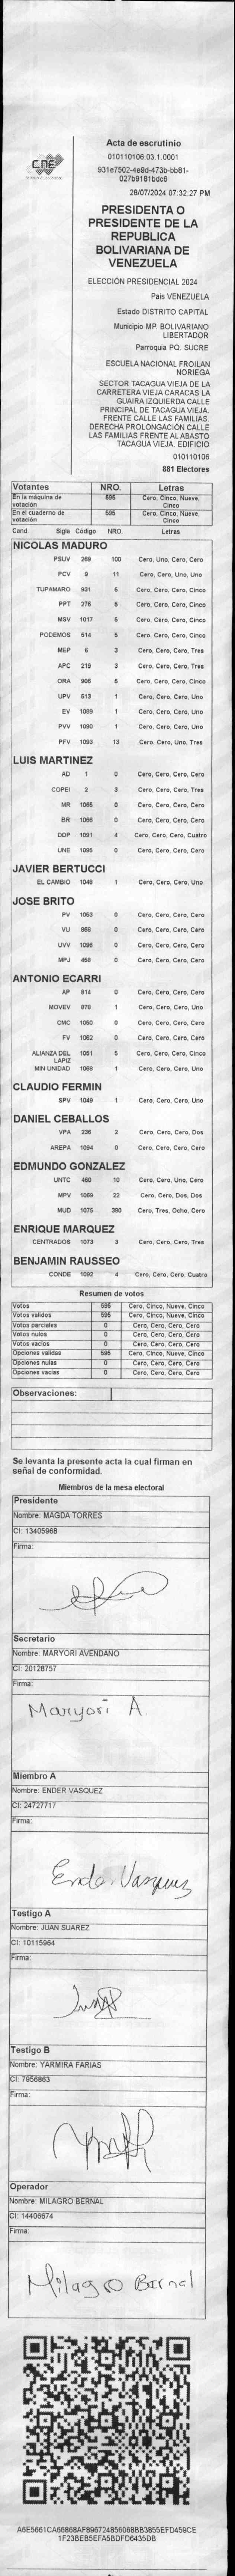 CNE
Acta de escrutinio
010110106.03.1.0001
931e7502-4e9d-473b-bb81-
027b9181bdc6
28/07/2024 07:32:27 PM
PRESIDENTA O
PRESIDENTE DE LA
REPUBLICA
BOLIVARIANA DE
VENEZUELA
ELECCIÓN PRESIDENCIAL 2024
Pais VENEZUELA
Estado DISTRITO CAPITAL
Municipio MP. BOLIVARIANO
LIBERTADOR
Parroquia PQ. SUCRE
ESCUELA NACIONAL FROILAN
NORIEGA
SECTOR TACAGUA VIEJA DE LA
CARRETERA VIEJA CARACAS LA
GUAIRA IZQUIERDA CALLE
PRINCIPAL DE TACAGUA VIEJA.
FRENTE CALLE LAS FAMILIAS.
DERECHA PROLONGACIÓN CALLE
LAS FAMILIAS FRENTE AL ABASTO
TACAGUA VIEJA. EDIFICIO
010110106
881 Electores
Votantes NRO. Letras
En la máquina de votación 595 Cero, Cinco, Nueve, Cinco
En el cuaderno de votación 595 Cero, Cinco, Nueve, Cinco
Cand. Sigla Código NRO. Letras
NICOLAS MADURO
PSUV 269 100 Cero, Uno, Cero, Cero
PCV 9 11 Cero, Cero, Uno, Uno
TUPAMARO 931 5 Cero, Cero, Cero, Cinco
PPT 275 5 Cero, Cero, Cero, Cinco
MSV 1017 5 Cero, Cero, Cero, Cinco
PODEMOS 514 5 Cero, Cero, Cero, Cinco
MEP 6 3 Cero, Cero, Cero, Tres
APC 219 3 Cero, Cero, Cero, Tres
ORA 906 5 Cero, Cero, Cero, Cinco
UPV 513 1 Cero, Cero, Cero, Uno
EV 1089 1 Cero, Cero, Cero, Uno
PVV 1090 1 Cero, Cero, Cero, Uno
PFV 1093 13 Cero, Cero, Uno, Tres
LUIS MARTINEZ
AD 1 0 Cero, Cero, Cero, Cero
COPEI 2 3 Cero, Cero, Cero, Tres
MR 1065 0 Cero, Cero, Cero, Cero
BR 1066 0 Cero, Cero, Cero, Cero
DDP 1091 4 Cero, Cero, Cero, Cuatro
UNE 1095 0 Cero, Cero, Cero, Cero
JAVIER BERTUCCI
EL CAMBIO 1048 1 Cero, Cero, Cero, Uno
JOSE BRITO
PV 1053 0 Cero, Cero, Cero, Cero
VU 968 0 Cero, Cero, Cero, Cero
UVV 1096 0 Cero, Cero, Cero, Cero
MPJ 458 0 Cero, Cero, Cero, Cero
ANTONIO ECARRI
AP 814 0 Cero, Cero, Cero, Cero
MOVEV 878 1 Cero, Cero, Cero, Uno
CMC 1050 0 Cero, Cero, Cero, Cero
FV 1062 0 Cero, Cero, Cero, Cero
ALIANZA DEL LAPIZ 1051 5 Cero, Cero, Cero, Cinco
MIN UNIDAD 1068 1 Cero, Cero, Cero, Uno
CLAUDIO FERMIN
SPV 1049 1 Cero, Cero, Cero, Uno
DANIEL CEBALLOS
VPA 236 2 Cero, Cero, Cero, Dos
AREPA 1094 0 Cero, Cero, Cero, Cero
EDMUNDO GONZALEZ
UNTC 460 10 Cero, Cero, Uno, Cero
MPV 1069 22 Cero, Cero, Dos, Dos
MUD 1075 380 Cero, Tres, Ocho, Cero
ENRIQUE MARQUEZ
CENTRADOS 1073 3 Cero, Cero, Cero, Tres
BENJAMIN RAUSSEO
CONDE 1092 4 Cero, Cero, Cero, Cuatro
Resumen de votos
Votos 595 Cero, Cinco, Nueve, Cinco
Votos validos 595 Cero, Cinco, Nueve, Cinco
Votos parciales 0 Cero, Cero, Cero, Cero
Votos nulos 0 Cero, Cero, Cero, Cero
Votos vacios 0 Cero, Cero, Cero, Cero
Opciones validas 595 Cero, Cinco, Nueve, Cinco
Opciones nulas 0 Cero, Cero, Cero, Cero
Opciones vacias 0 Cero, Cero, Cero, Cero
Observaciones:
Se levanta la presente acta la cual firman en
señal de conformidad.
Miembros de la mesa electoral
Presidente
Nombre: MAGDA TORRES
CI: 13405968
Firma:
Secretario
Nombre: MARYORI AVENDAÑO
CI: 20128757
Firma:
Maryori A.
Miembro A
Nombre: ENDER VASQUEZ
CI: 24727717
Firma:
Ender Vasquez
Testigo A
Nombre: JUAN SUAREZ
CI: 10115964
Firma:
Testigo B
Nombre: YARMIRA FARIAS
CI: 7956863
Firma:
Operador
Nombre: MILAGRO BERNAL
CI: 14406674
Firma:
Milagro Bernal
A6E5661CA66868AF896724856D68BB3B55EFD459CE
1F23BEB5EFA5BDFD6435DB